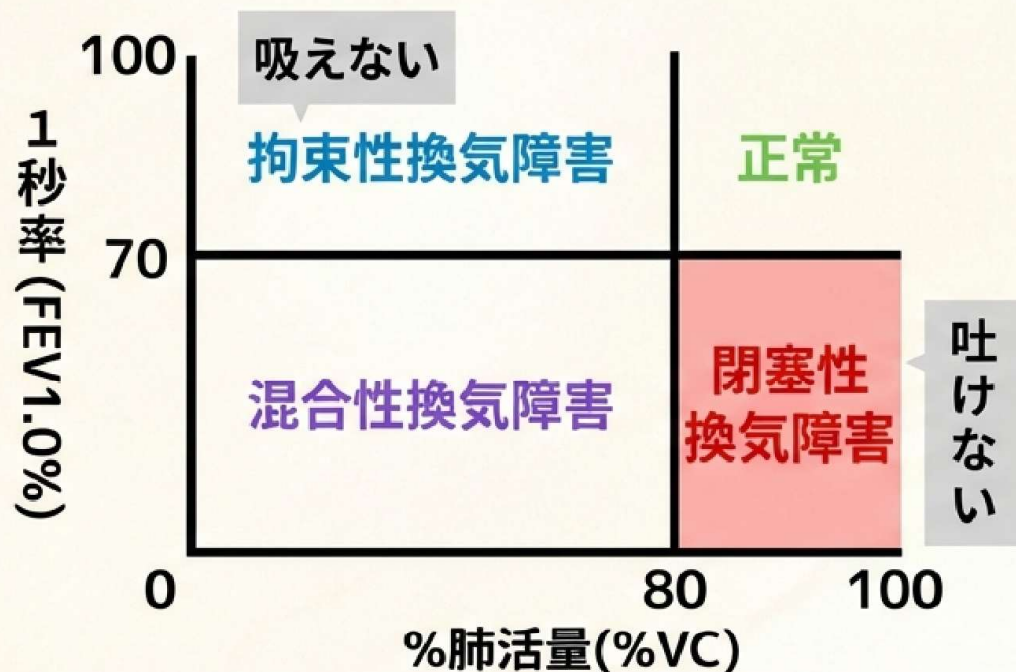 100
吸えない
拘束性換気障害
正常
1秒率(FEV1.0%)
70
混合性換気障害
閉塞性
換気障害
吐けない
0
80
100
%肺活量(%VC)